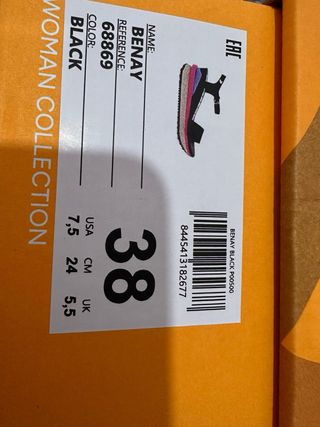 WOMAN COLLECTION
NAME:
BENAY
REFERENCE:
68869
COLOR:
BLACK
38
USA CM UK
7,5 24 5,5
EAC
BENAY BLACK P00500
8445413182677